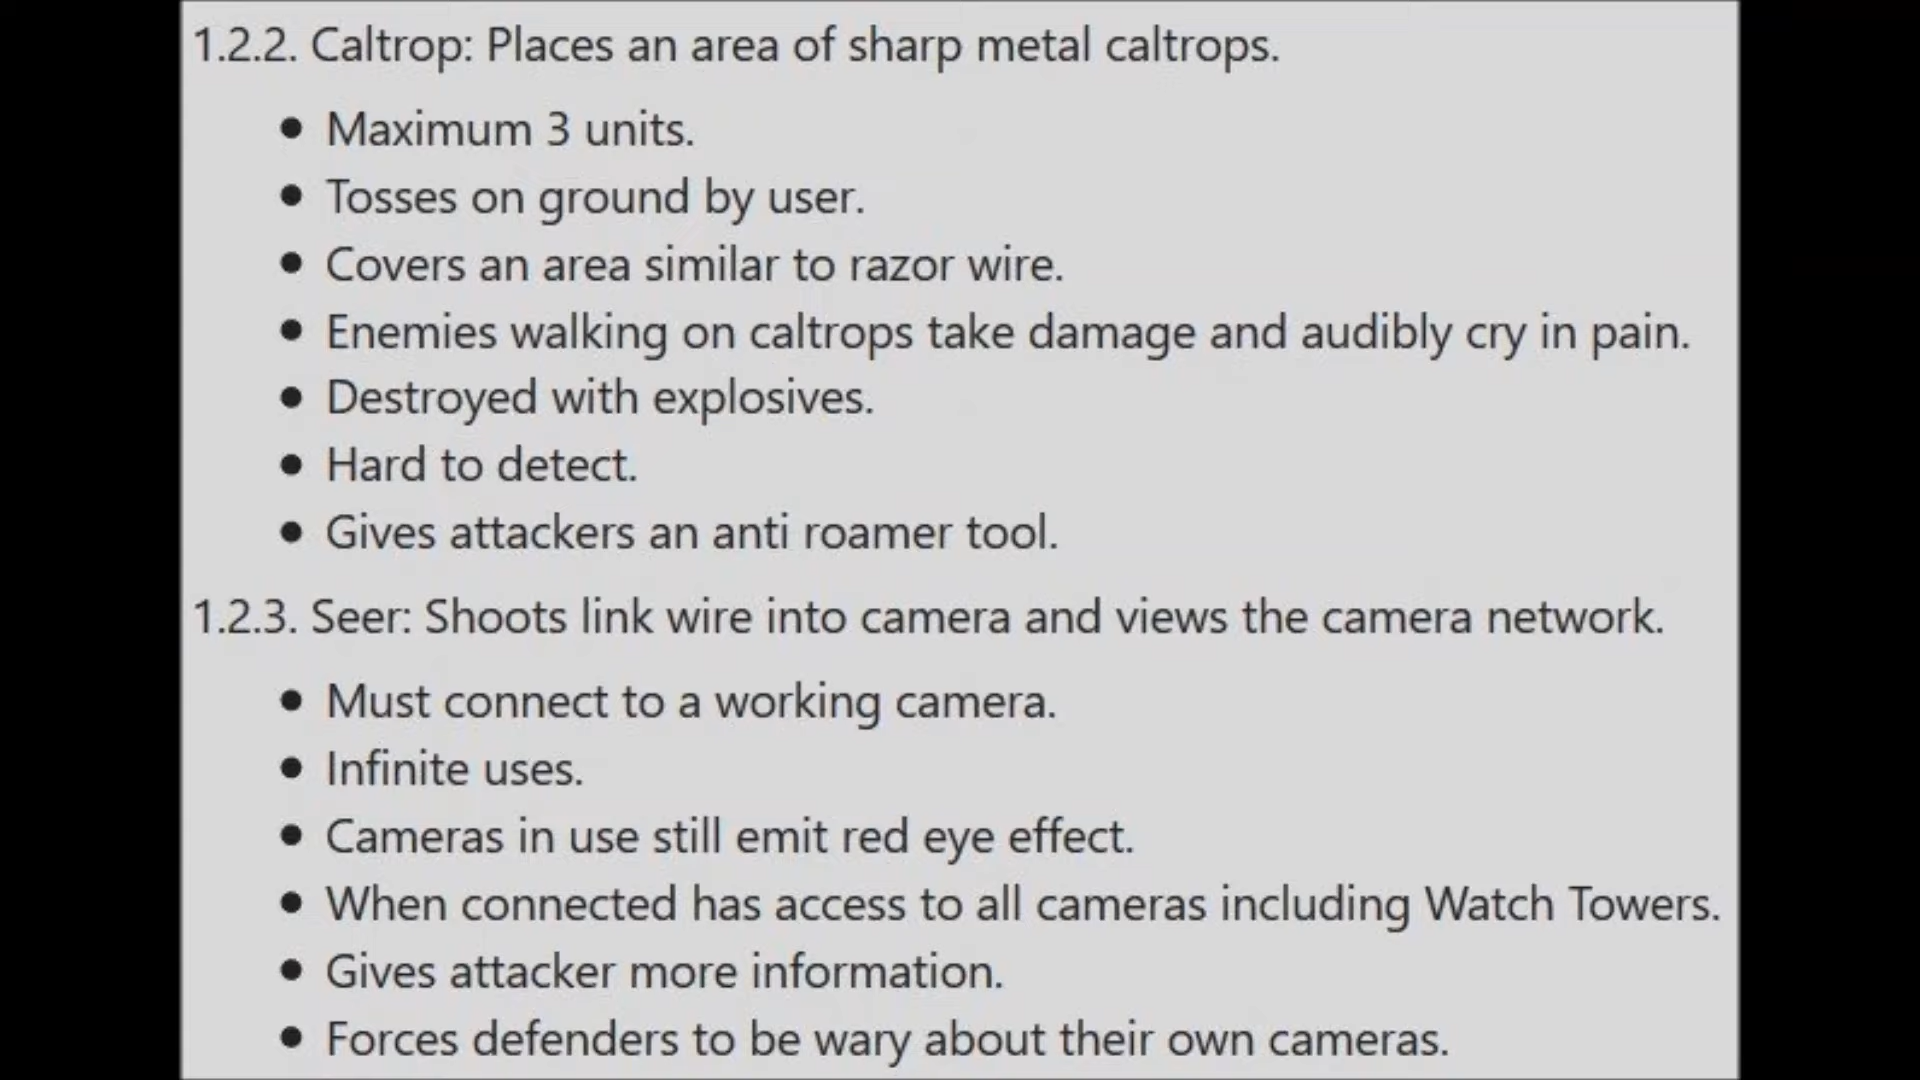 1.2.2. Caltrop: Places an area of sharp metal caltrops.
● Maximum 3 units.
● Tosses on ground by user.
● Covers an area similar to razor wire.
● Enemies walking on caltrops take damage and audibly cry in pain.
● Destroyed with explosives.
● Hard to detect.
● Gives attackers an anti roamer tool.
1.2.3. Seer: Shoots link wire into camera and views the camera network.
● Must connect to a working camera.
● Infinite uses.
● Cameras in use still emit red eye effect.
● When connected has access to all cameras including Watch Towers.
● Gives attacker more information.
● Forces defenders to be wary about their own cameras.